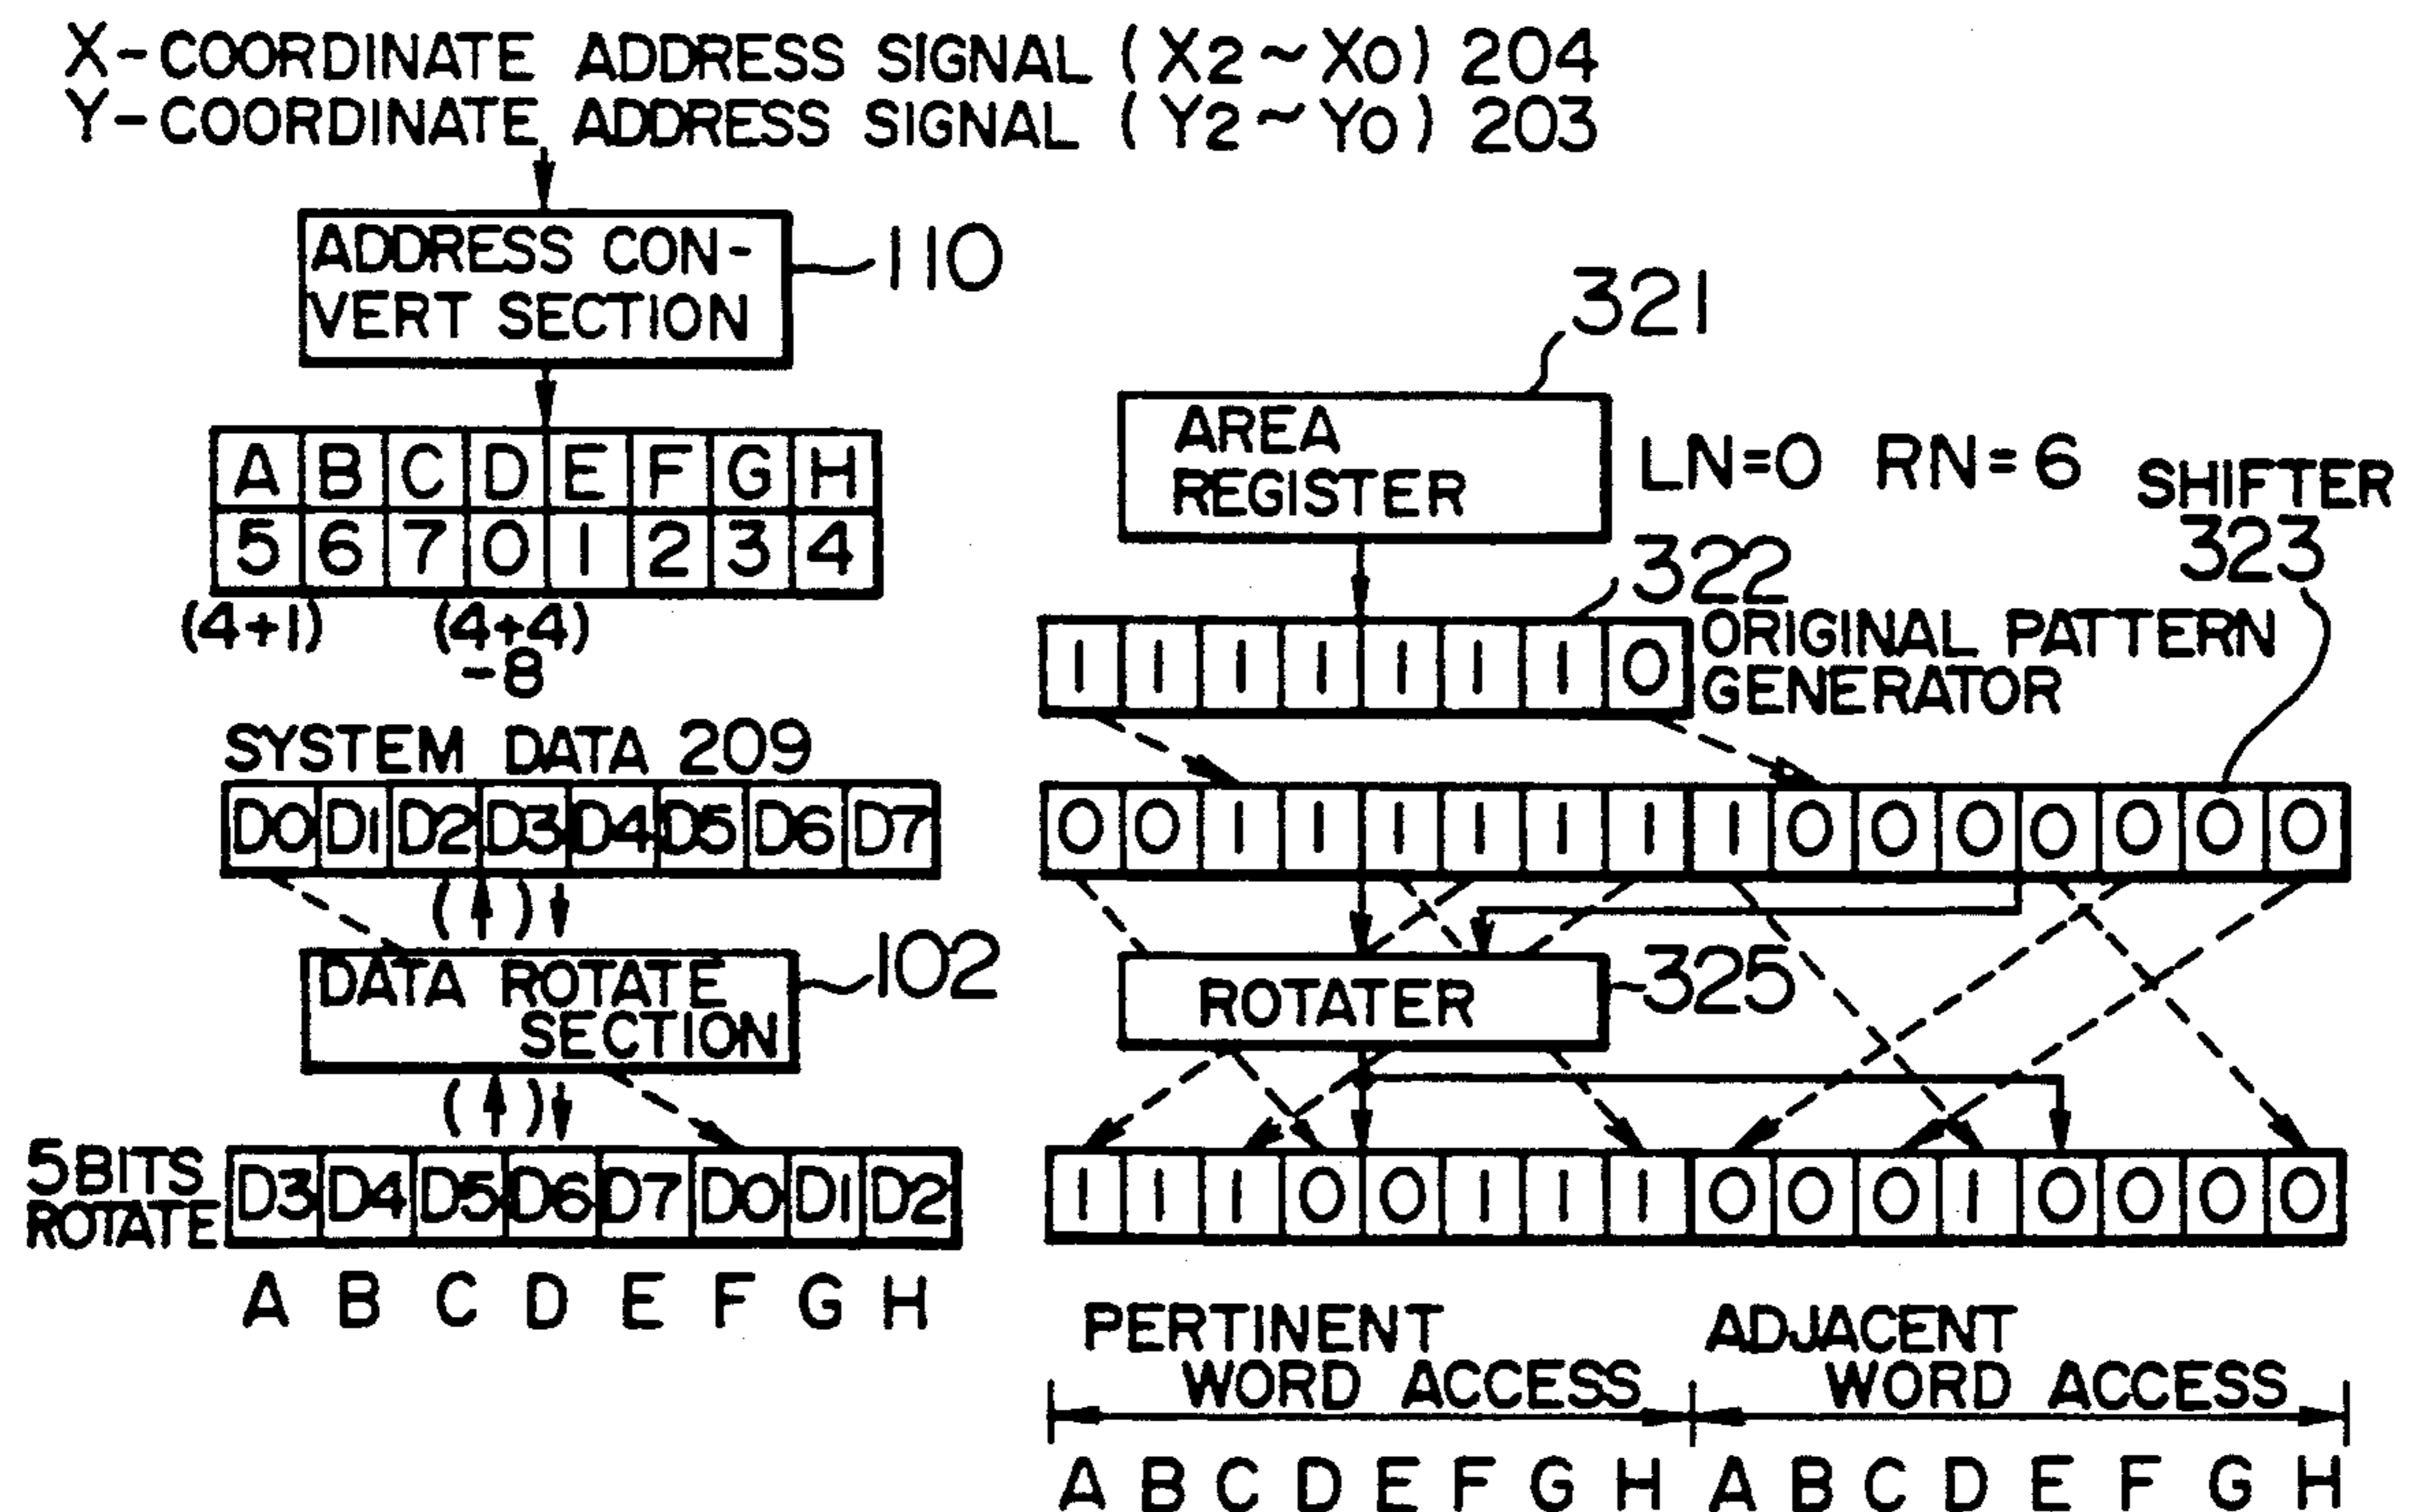 X-COORDINATE ADDRESS SIGNAL (X2~X0) 204
Y-COORDINATE ADDRESS SIGNAL (Y2~Y0) 203
ADDRESS CON-
VERT SECTION
110
A B C D E F G H
5 6 7 0 1 2 3 4
(4+1) (4+4)
-8
SYSTEM DATA 209
D0 D1 D2 D3 D4 D5 D6 D7
( )
DATA ROTATE
SECTION
102
( )
5 BITS
ROTATE
D3 D4 D5 D6 D7 D0 D1 D2
A B C D E F G H
321
AREA
REGISTER
LN=0 RN=6
SHIFTER
323
322
1 1 1 1 1 1 1 0
ORIGINAL PATTERN
GENERATOR
0 0 1 1 1 1 1 1 1 0 0 0 0 0 0 0
ROTATER
325
1 1 1 0 0 1 1 1 0 0 0 1 0 0 0 0
PERTINENT
WORD ACCESS
ADJACENT
WORD ACCESS
A B C D E F G H A B C D E F G H